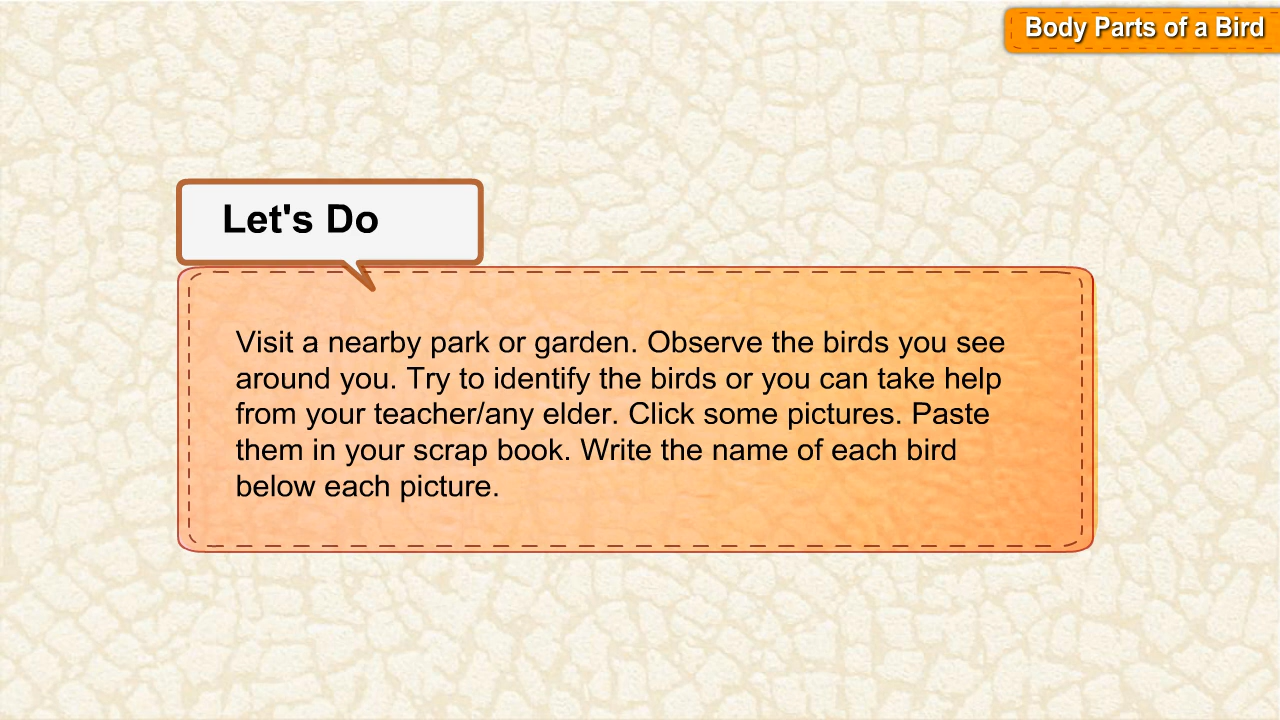 Body Parts of a Bird
Let's Do
Visit a nearby park or garden. Observe the birds you see
around you. Try to identify the birds or you can take help
from your teacher/any elder. Click some pictures. Paste
them in your scrap book. Write the name of each bird
below each picture.